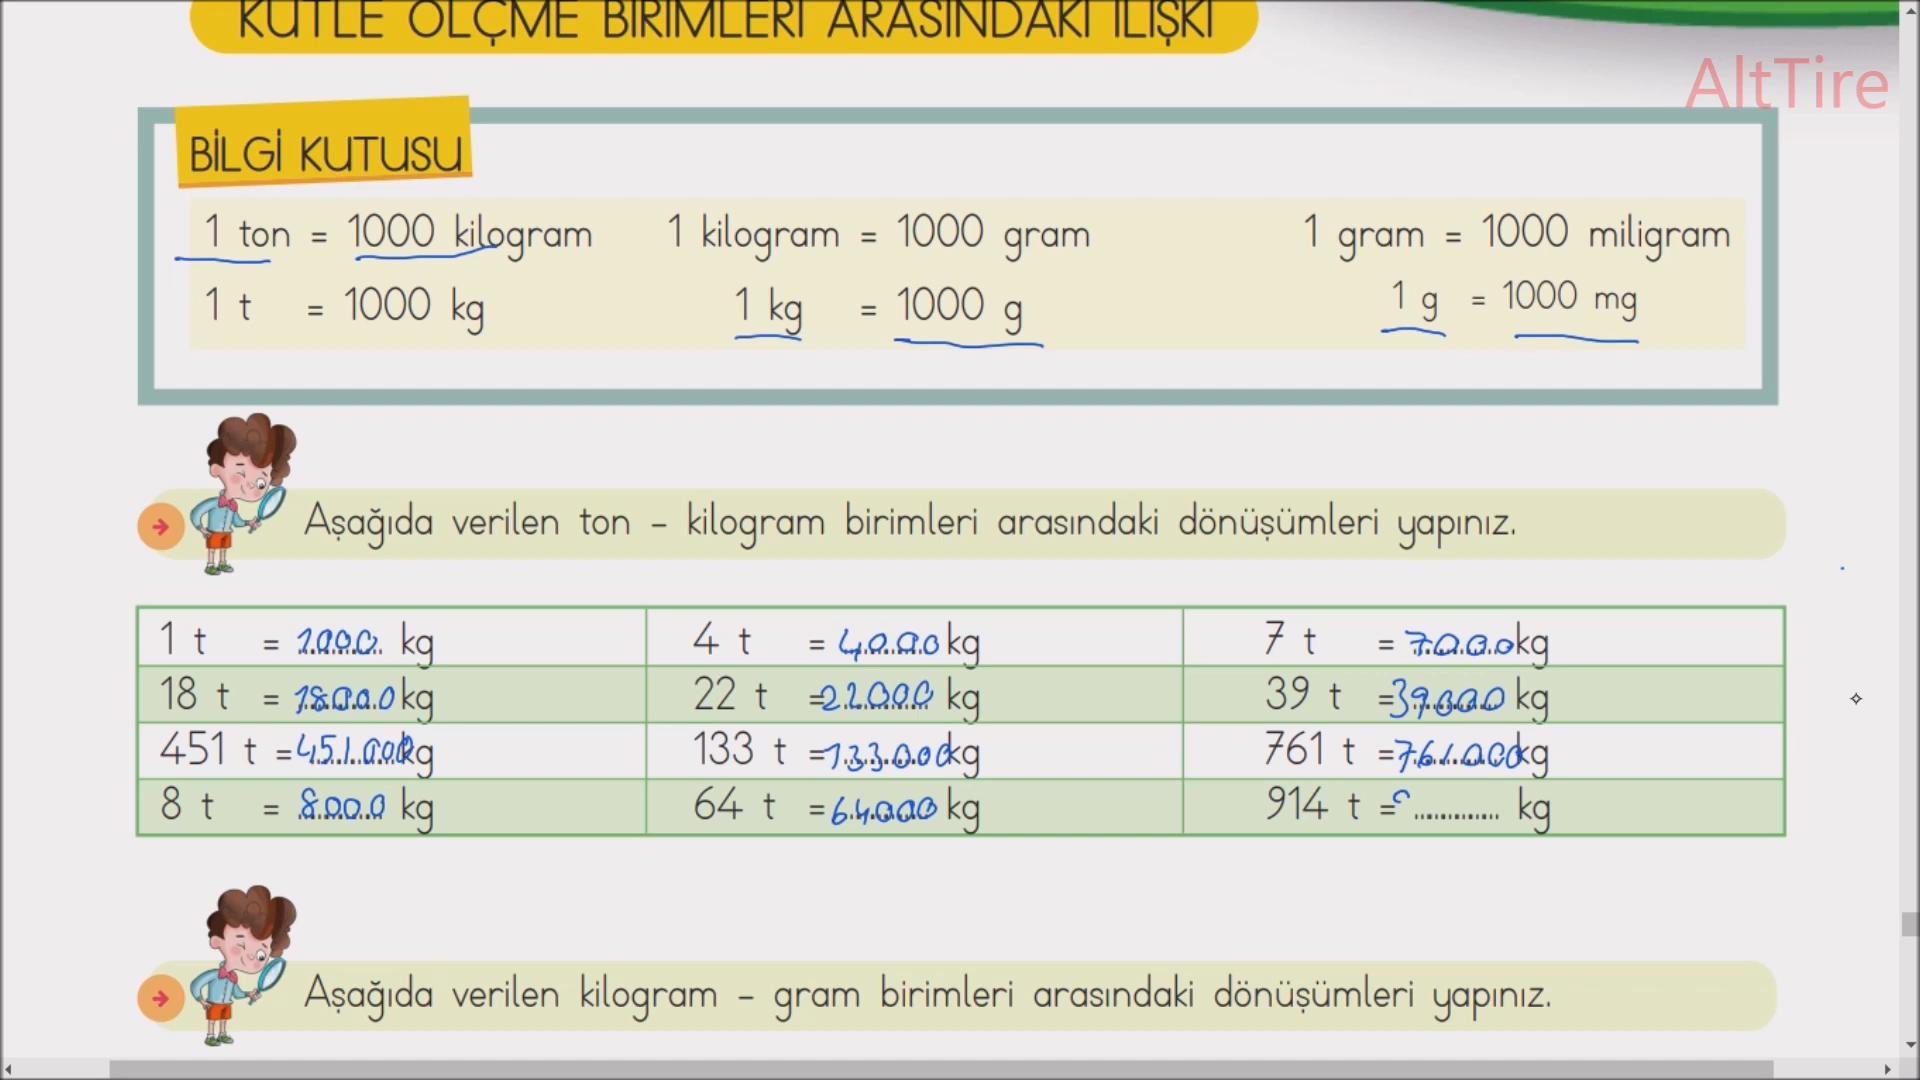 KÜTLE ÖLÇME BİRİMLERİ ARASINDAKİ İLİŞKİ
AltTire
BİLGİ KUTUSU
1 ton = 1000 kilogram 1 kilogram = 1000 gram 1 gram = 1000 miligram
1 t = 1000 kg 1 kg = 1000 g 1 g = 1000 mg
Aşağıda verilen ton - kilogram birimleri arasındaki dönüşümleri yapınız.
1 t = 1000 kg 4 t = 4000 kg 7 t = 7000 kg
18 t = 18000 kg 22 t = 22000 kg 39 t = 39000 kg
451 t = 451.000 kg 133 t = 133000 kg 761 t = 761000 kg
8 t = 8000 kg 64 t = 64000 kg 914 t = ............. kg
Aşağıda verilen kilogram - gram birimleri arasındaki dönüşümleri yapınız.